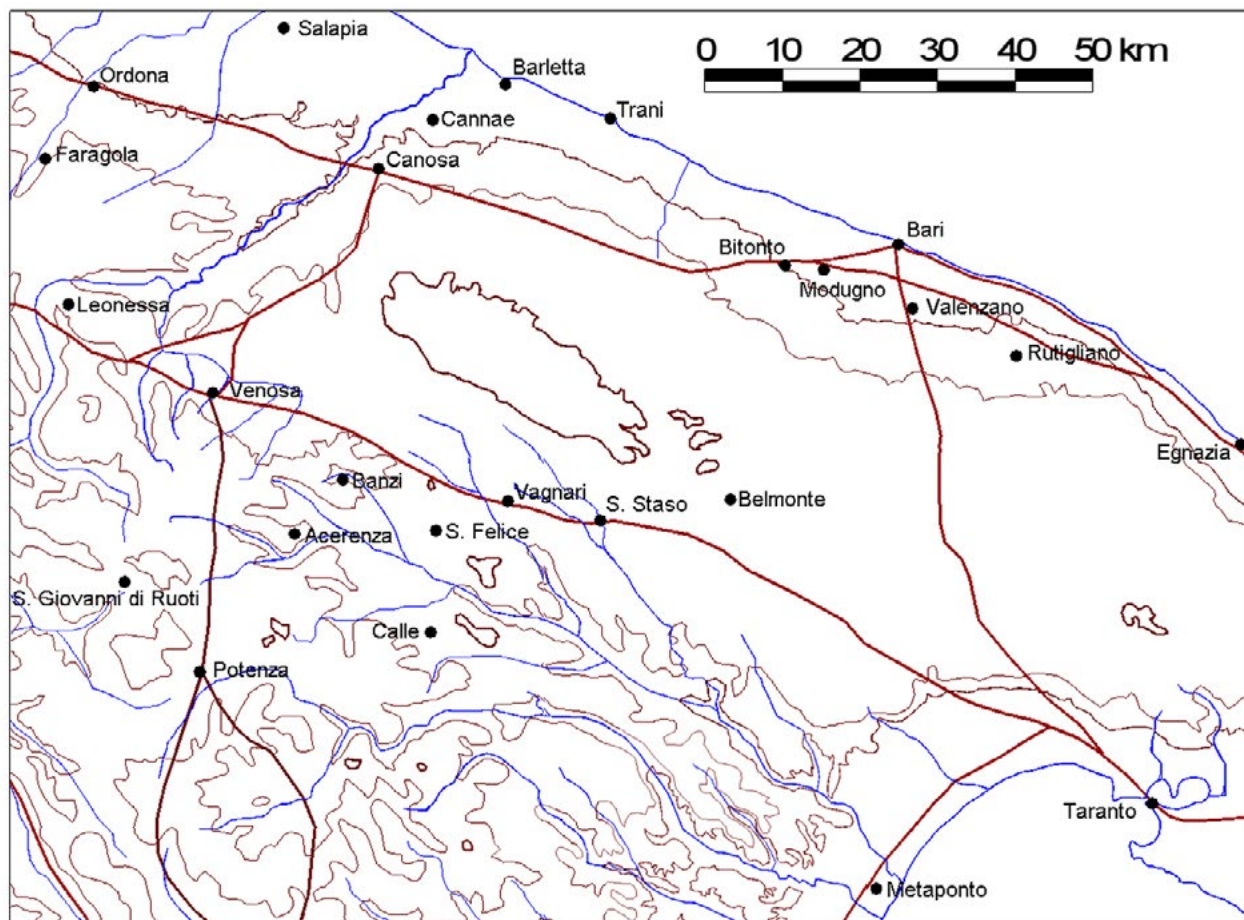 Salapia
0 10 20 30 40 50 km
Barletta
Ordona
Trani
Cannae
Faragola
Canosa
Bari
Bitonto
Modugno
Leonessa
Valenzano
Rutigliano
Venosa
Egnazia
Banzi
Vagnari
Belmonte
S. Staso
Acerenza
S. Felice
S. Giovanni di Ruoti
Calle
Potenza
Taranto
Metaponto